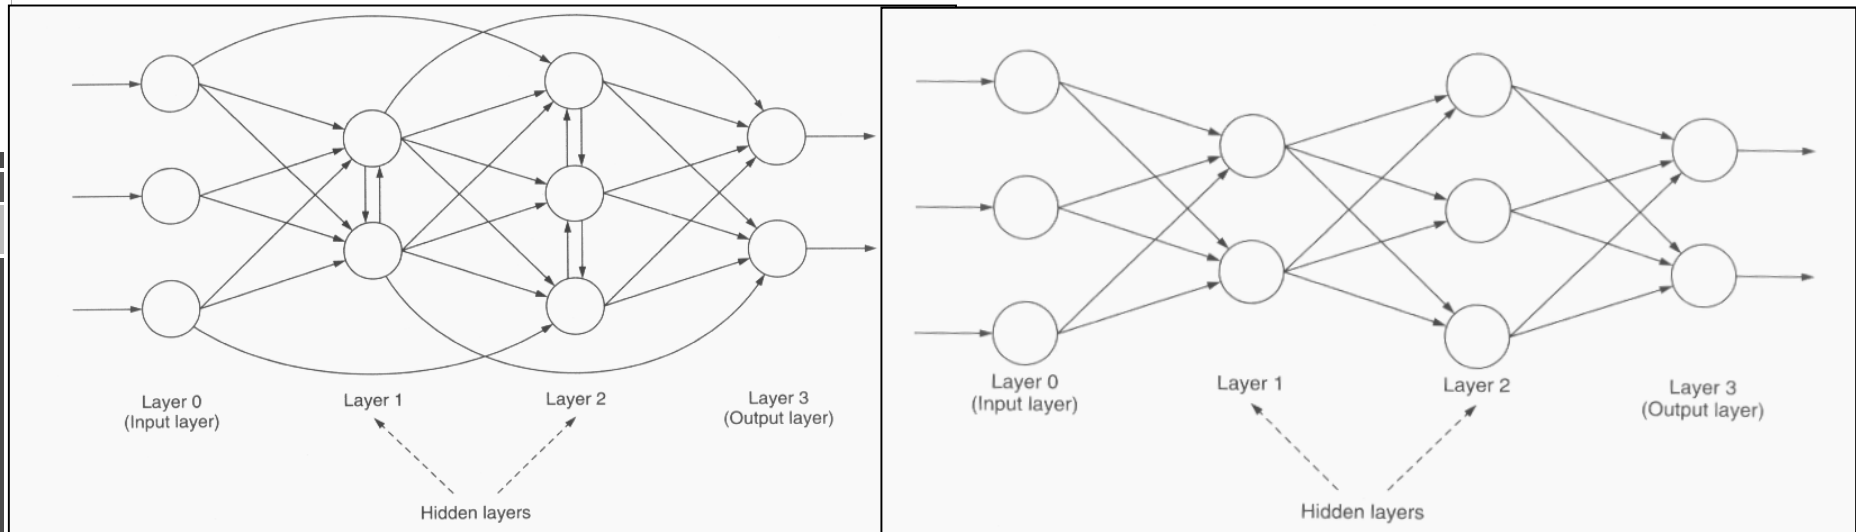 Layer 0
(Input layer)
Layer 1
Layer 2
Layer 3
(Output layer)
Hidden layers
Layer 0
(Input layer)
Layer 1
Layer 2
Layer 3
(Output layer)
Hidden layers